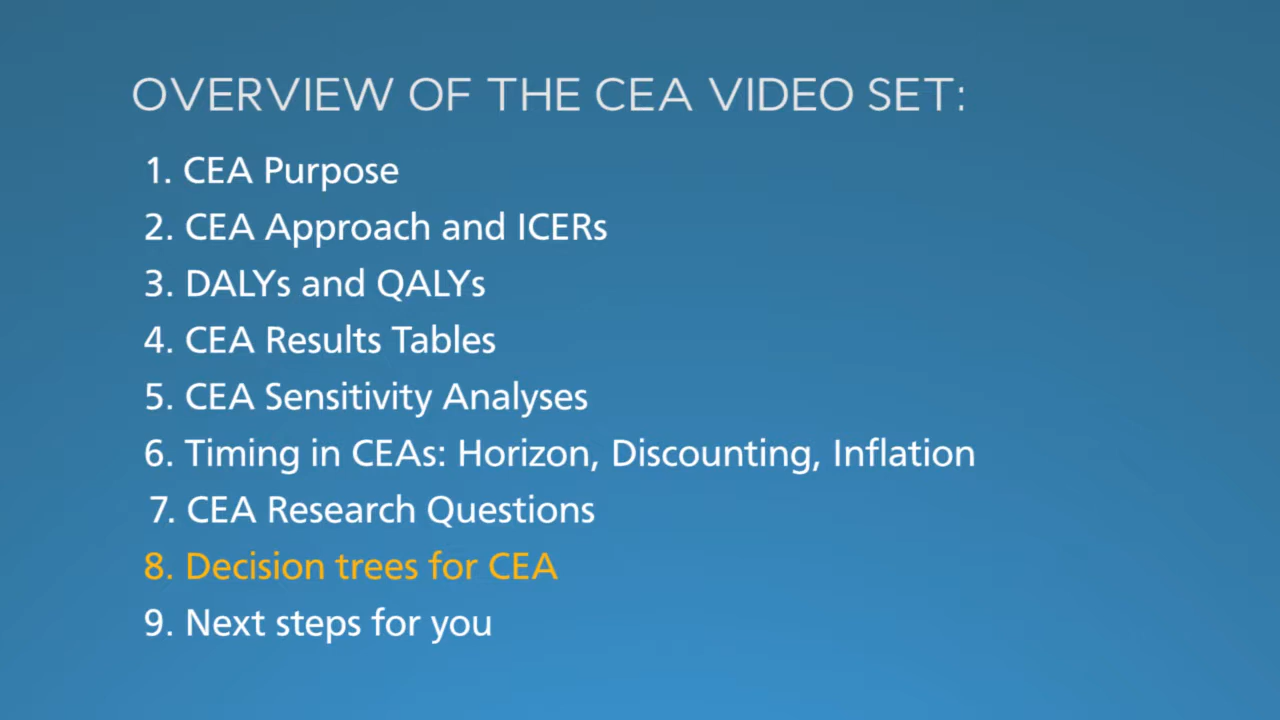 OVERVIEW OF THE CEA VIDEO SET:
1. CEA Purpose
2. CEA Approach and ICERs
3. DALYs and QALYs
4. CEA Results Tables
5. CEA Sensitivity Analyses
6. Timing in CEAs: Horizon, Discounting, Inflation
7. CEA Research Questions
8. Decision trees for CEA
9. Next steps for you